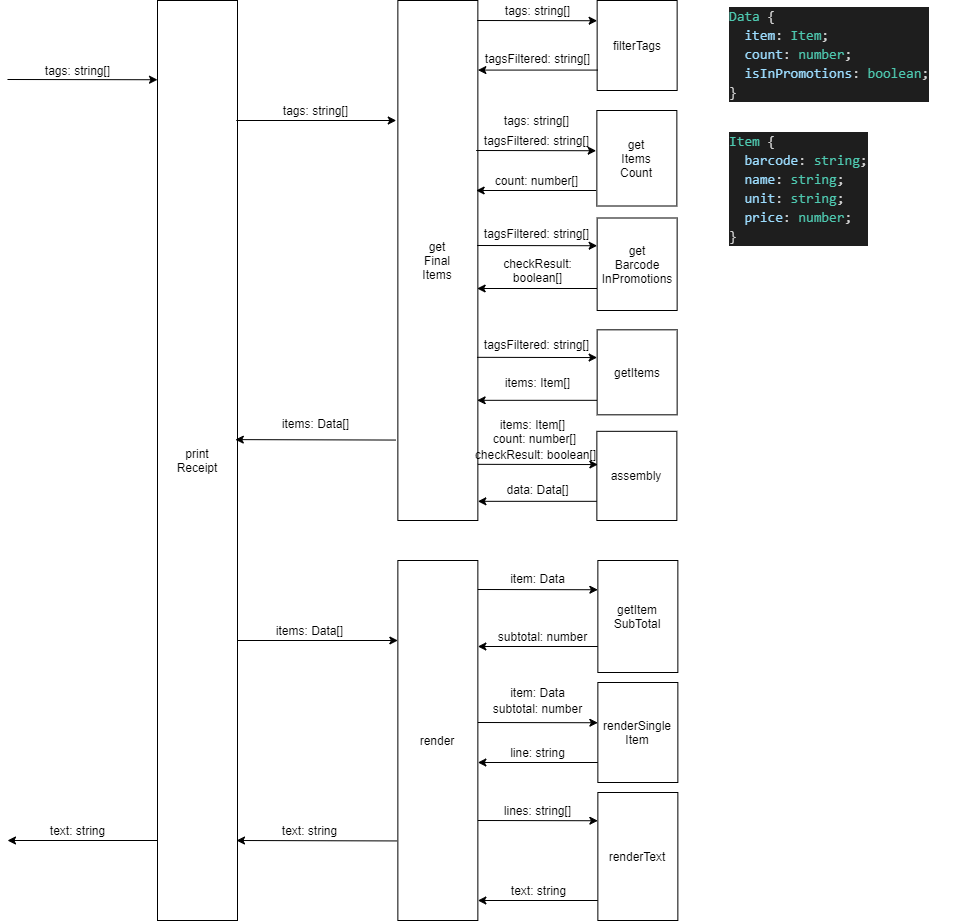 tags: string[]
print
Receipt
text: string
tags: string[]
items: Data[]
items: Data[]
text: string
get
Final
Items
tags: string[]
tagsFiltered: string[]
filterTags
tags: string[]
tagsFiltered: string[]
count: number[]
get
Items
Count
tagsFiltered: string[]
checkResult:
boolean[]
get
Barcode
InPromotions
tagsFiltered: string[]
items: Item[]
getItems
items: Item[]
count: number[]
checkResult: boolean[]
data: Data[]
assembly
render
item: Data
subtotal: number
getItem
SubTotal
item: Data
subtotal: number
line: string
renderSingle
Item
lines: string[]
text: string
renderText
Data {
item: Item;
count: number;
isInPromotions: boolean;
}
Item {
barcode: string;
name: string;
unit: string;
price: number;
}